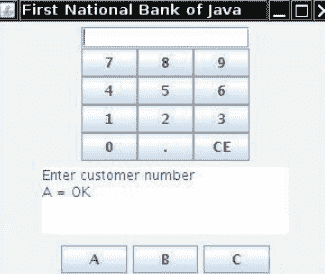 First National Bank of Java
7 8 9
4 5 6
1 2 3
0 . CE
Enter customer number
A = OK
A B C